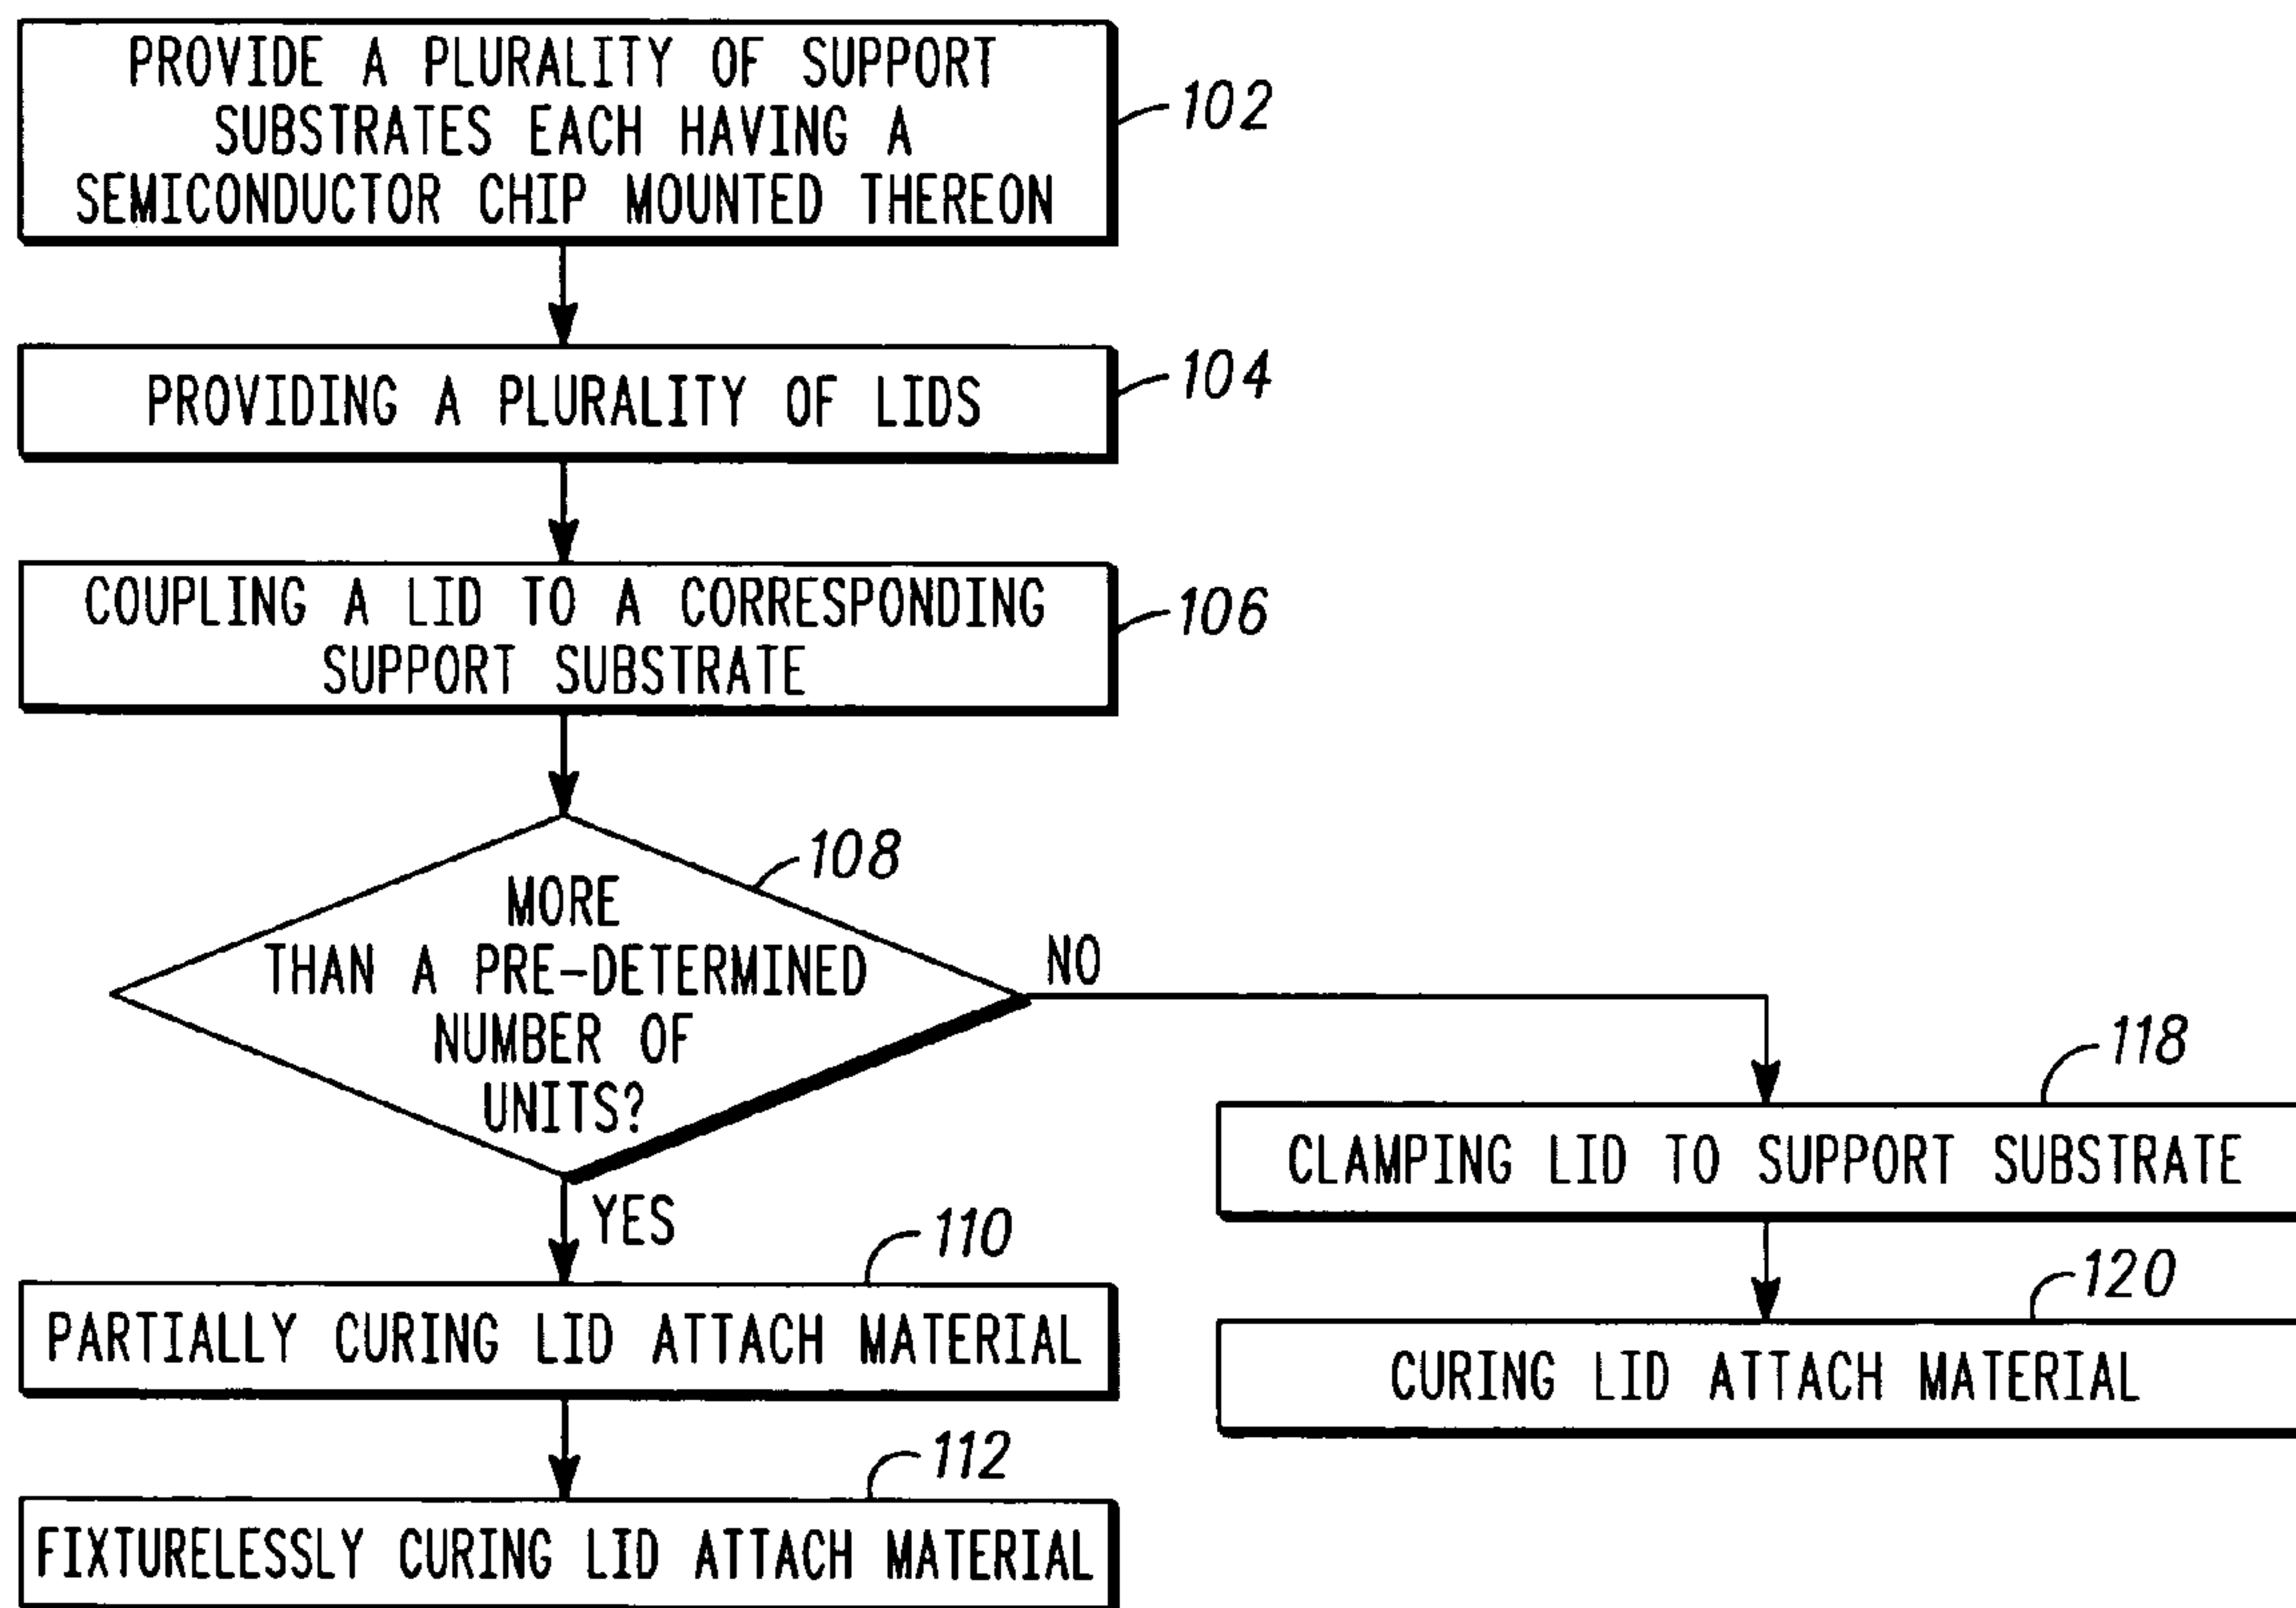 PROVIDE A PLURALITY OF SUPPORT
SUBSTRATES EACH HAVING A
SEMICONDUCTOR CHIP MOUNTED THEREON
102
PROVIDING A PLURALITY OF LIDS
104
COUPLING A LID TO A CORRESPONDING
SUPPORT SUBSTRATE
106
108
MORE
THAN A PRE-DETERMINED
NUMBER OF
UNITS?
NO
YES
110
PARTIALLY CURING LID ATTACH MATERIAL
112
FIXTURELESSLY CURING LID ATTACH MATERIAL
118
CLAMPING LID TO SUPPORT SUBSTRATE
120
CURING LID ATTACH MATERIAL